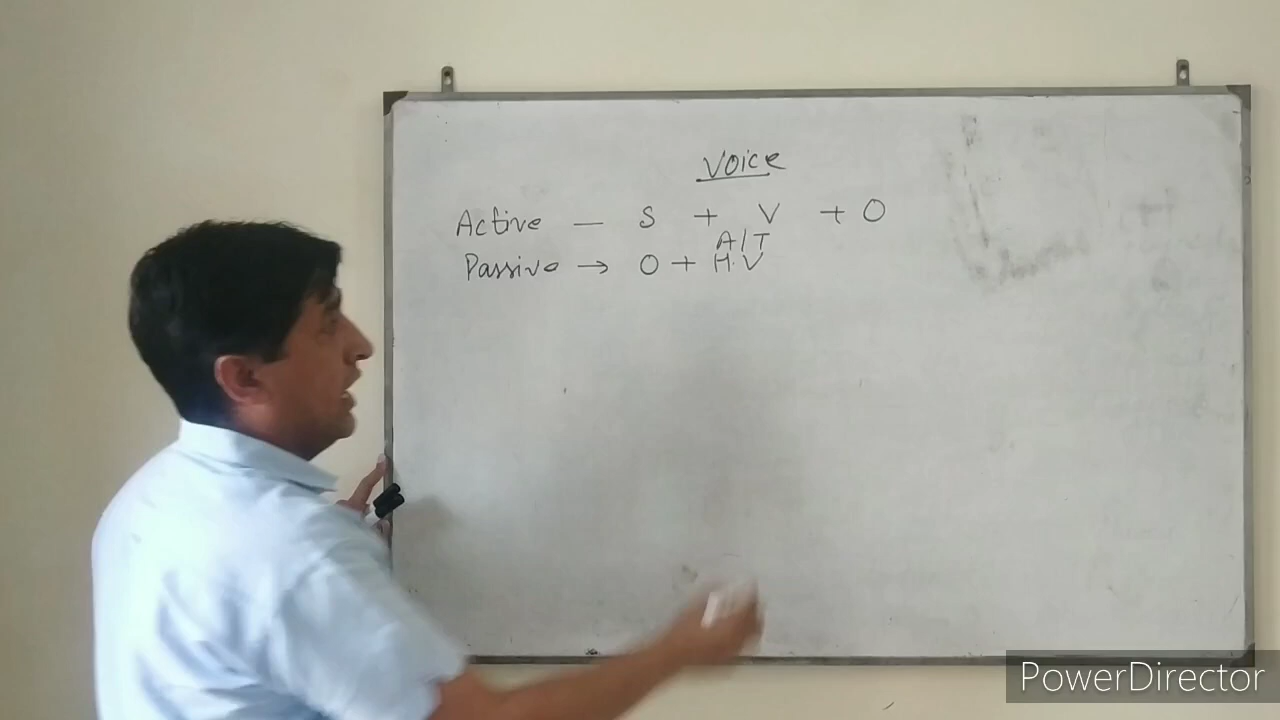 Voice
Active — S + V + O
A/T
Passive → O + H.V
PowerDirector